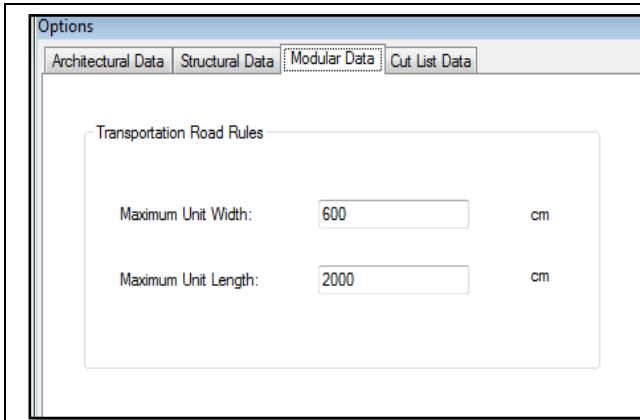 Options
Architectural Data Structural Data Modular Data Cut List Data
Transportation Road Rules
Maximum Unit Width: 600 cm
Maximum Unit Length: 2000 cm